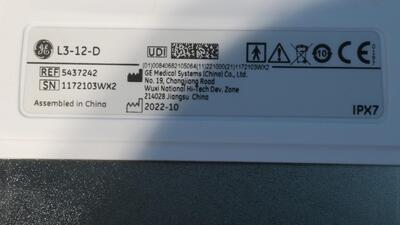 GE L3-12-D
UDI
(01)00840682105064(11)221000(21)1172103WX2
REF 5437242
SN 1172103WX2
GE Medical Systems (China) Co., Ltd.
No. 19, Changjiang Road
Wuxi National Hi-Tech Dev. Zone
214028 Jiangsu China
Assembled in China
2022-10
10
IPX7